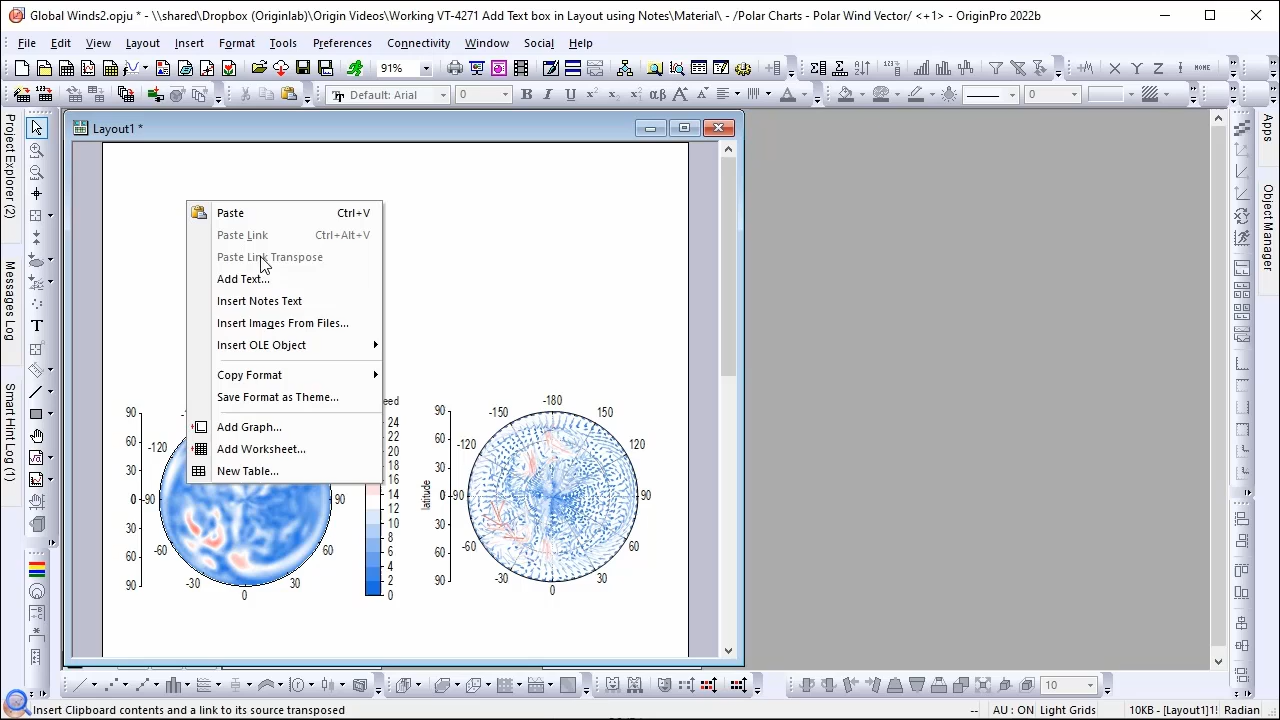 Global Winds2.opju * - \\shared\Dropbox (Originlab)\Origin Videos\Working VT-4271 Add Text box in Layout using Notes\Material\ - /Polar Charts - Polar Wind Vector/ <+1> - OriginPro 2022b
File Edit View Layout Insert Format Tools Preferences Connectivity Window Social Help
91%
HOME
Default: Arial 0 B I U αβ A A A 0
Project Explorer (2)
Messages Log
Smart Hint Log (1)
Apps
Object Manager
Layout1 *
Paste Ctrl+V
Paste Link Ctrl+Alt+V
Paste Link Transpose
Add Text...
Insert Notes Text
Insert Images From Files...
Insert OLE Object
Copy Format
Save Format as Theme...
Add Graph...
Add Worksheet...
New Table...
90
60
30
0
30
60
90
-120
90
90
-60
60
-30
30
0
eed
24
22
20
18
16
14
12
10
8
6
4
2
0
latitude
90
60
30
0
30
60
90
-180
-150
150
-120
120
-90
90
-60
60
-30
30
0
10
Insert Clipboard contents and a link to its source transposed
-- AU : ON Light Grids 10KB - [Layout1]1! Radian